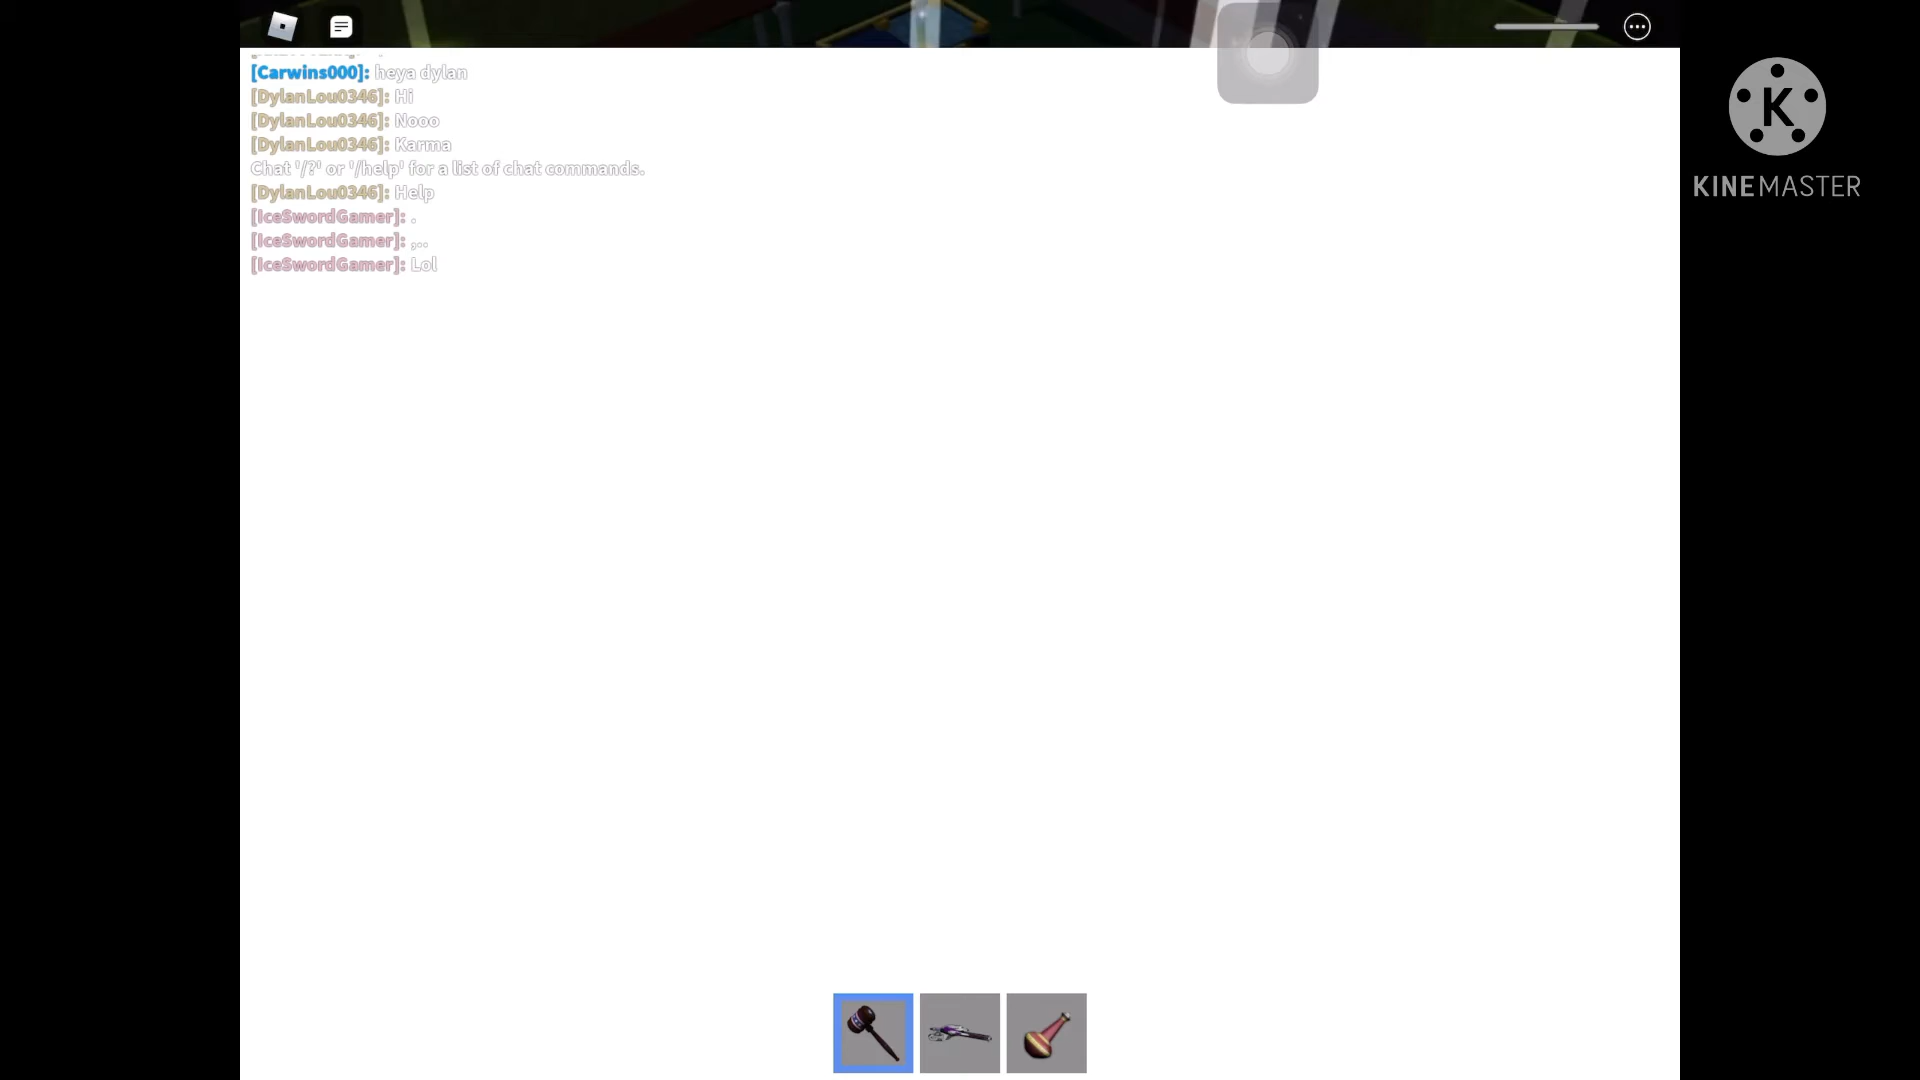 [Carwins000]: heya dylan
[DylanLou0346]: Hi
[DylanLou0346]: Nooo
[DylanLou0346]: Karma
Chat '/?' or '/help' for a list of chat commands.
[DylanLou0346]: Help
[IceSwordGamer]: .
[IceSwordGamer]: ,..
[IceSwordGamer]: Lol
K
KINEMASTER